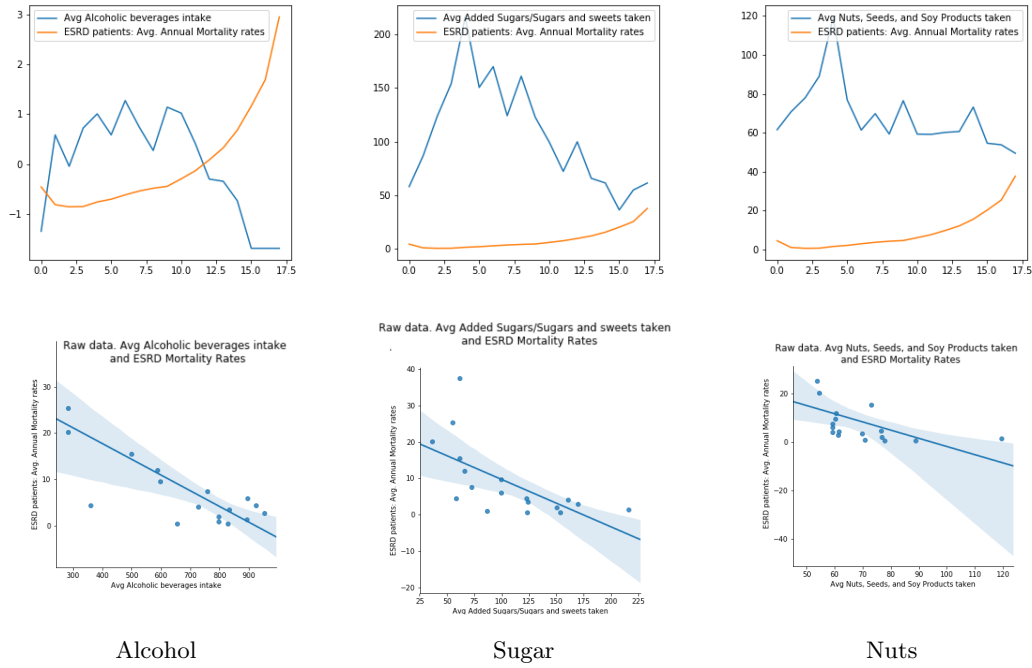 Avg Alcoholic beverages intake
ESRD patients: Avg. Annual Mortality rates
3
2
1
0
−1
0.0 2.5 5.0 7.5 10.0 12.5 15.0 17.5
Avg Added Sugars/Sugars and sweets taken
ESRD patients: Avg. Annual Mortality rates
200
150
100
50
0
0.0 2.5 5.0 7.5 10.0 12.5 15.0 17.5
Avg Nuts, Seeds, and Soy Products taken
ESRD patients: Avg. Annual Mortality rates
120
100
80
60
40
20
0
0.0 2.5 5.0 7.5 10.0 12.5 15.0 17.5
Raw data. Avg Alcoholic beverages intake
and ESRD Mortality Rates
ESRD patients: Avg. Annual Mortality rates
30
20
10
0
300 400 500 600 700 800 900
Avg Alcoholic beverages intake
Raw data. Avg Added Sugars/Sugars and sweets taken
and ESRD Mortality Rates
ESRD patients: Avg. Annual Mortality rates
40
30
20
10
0
−10
−20
25 50 75 100 125 150 175 200 225
Avg Added Sugars/Sugars and sweets taken
Raw data. Avg Nuts, Seeds, and Soy Products taken
and ESRD Mortality Rates
ESRD patients: Avg. Annual Mortality rates
20
0
−20
−40
50 60 70 80 90 100 110 120
Avg Nuts, Seeds, and Soy Products taken
Alcohol
Sugar
Nuts